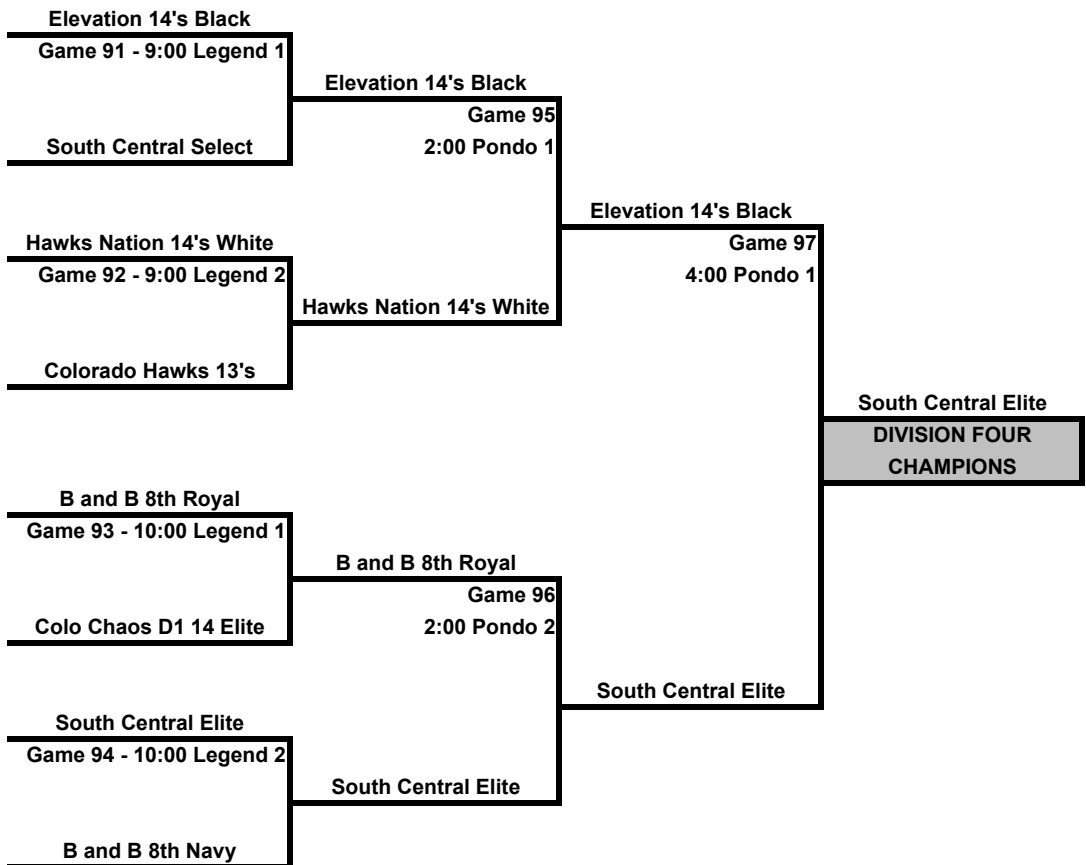 Elevation 14's Black
Game 91 - 9:00 Legend 1
Elevation 14's Black
Game 95
South Central Select
2:00 Pondo 1
Elevation 14's Black
Hawks Nation 14's White
Game 97
Game 92 - 9:00 Legend 2
4:00 Pondo 1
Hawks Nation 14's White
Colorado Hawks 13's
South Central Elite
DIVISION FOUR
CHAMPIONS
B and B 8th Royal
Game 93 - 10:00 Legend 1
B and B 8th Royal
Game 96
Colo Chaos D1 14 Elite
2:00 Pondo 2
South Central Elite
South Central Elite
Game 94 - 10:00 Legend 2
South Central Elite
B and B 8th Navy